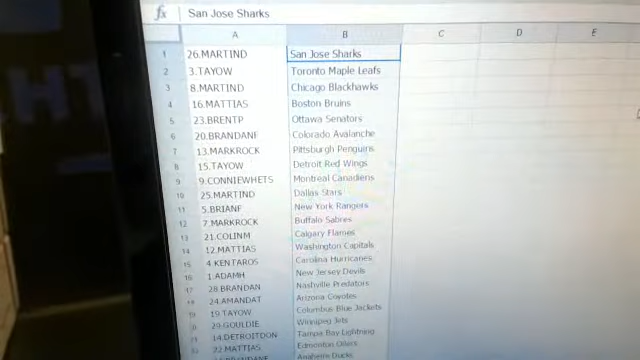 fx San Jose Sharks
A B C D E
1 26.MARTIND San Jose Sharks
2 3.TAYOW Toronto Maple Leafs
3 8.MARTIND Chicago Blackhawks
4 16.MATTIAS Boston Bruins
5 23.BRENTP Ottawa Senators
6 20.BRANDANF Colorado Avalanche
7 13.MARKROCK Pittsburgh Penguins
8 15.TAYOW Detroit Red Wings
9 9.CONNIEWHETS Montreal Canadiens
10 25.MARTIND Dallas Stars
11 5.BRIANF New York Rangers
12 7.MARKROCK Buffalo Sabres
13 21.COLINM Calgary Flames
14 12.MATTIAS Washington Capitals
15 4.KENTAROS Carolina Hurricanes
16 1.ADAMH New Jersey Devils
17 28.BRANDAN Nashville Predators
18 24.AMANDAT Arizona Coyotes
19 19.TAYOW Columbus Blue Jackets
20 29.GOULDIE Winnipeg Jets
21 14.DETROITDON Tampa Bay Lightning
22 22.MATTIAS Edmonton Oilers
Anaheim Ducks